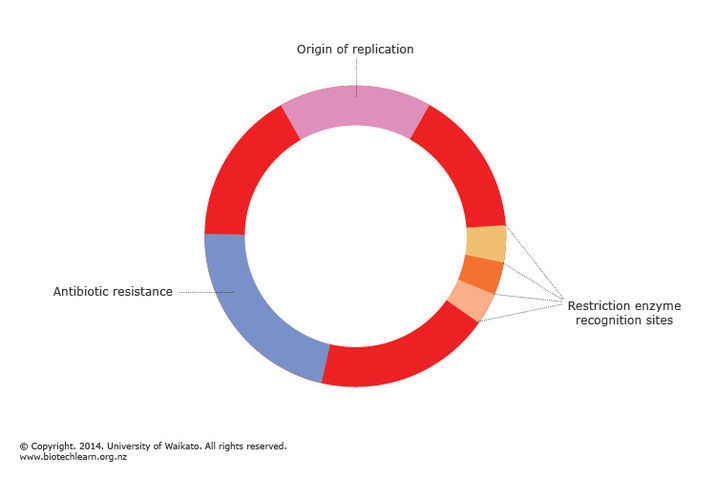 Origin of replication
Antibiotic resistance
Restriction enzyme
recognition sites
© Copyright. 2014. University of Waikato. All rights reserved.
www.biotechlearn.org.nz